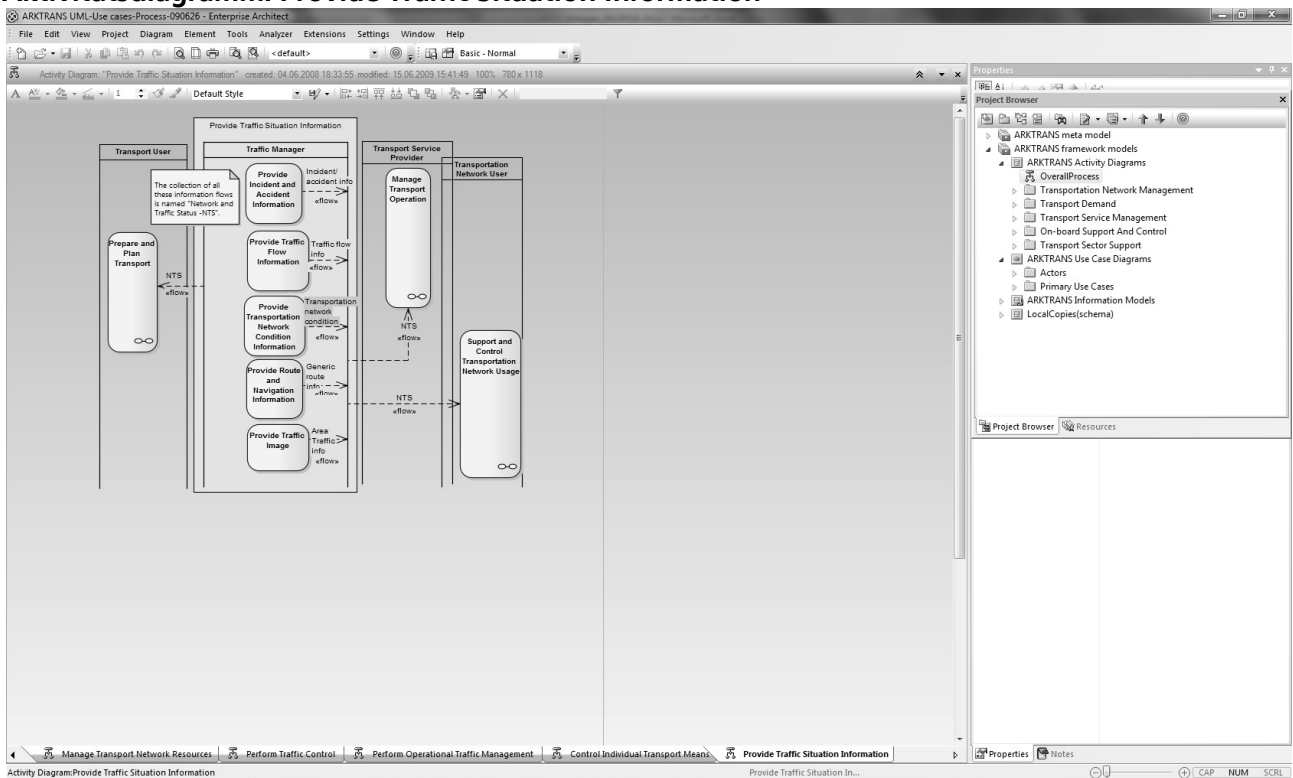 Aktivitetsdiagramm: Provide Traffic Situation Information
ARKTRANS UML-Use cases-Process-090626 - Enterprise Architect
File Edit View Project Diagram Element Tools Analyzer Extensions Settings Window Help
<default>
Basic - Normal
Activity Diagram: "Provide Traffic Situation Information" created: 04.06.2008 18:33:55 modified: 15.06.2009 15:41:49 100% 780 x 1118
1
Default Style
Provide Traffic Situation Information
Transport User
Traffic Manager
Transport Service
Provider
Transportation
Network User
The collection of all
these information flows
is named "Network and
Traffic Status -NTS".
Provide
Incident and
Accident
Information
Incident/
accident info
«flow»
Manage
Transport
Operation
Prepare and
Plan
Transport
Provide Traffic
Flow
Information
Traffic flow
info
«flow»
NTS
«flow»
Provide
Transportation
Network
Condition
Information
Transportation
network
condition
«flow»
NTS
«flow»
Support and
Control
Transportation
Network Usage
Provide Route
and
Navigation
Information
Generic
route
info
«flow»
NTS
«flow»
Provide Traffic
Image
Area
Traffic
info
«flow»
Properties
Project Browser
ARKTRANS meta model
ARKTRANS framework models
ARKTRANS Activity Diagrams
OverallProcess
Transportation Network Management
Transport Demand
Transport Service Management
On-board Support And Control
Transport Sector Support
ARKTRANS Use Case Diagrams
Actors
Primary Use Cases
ARKTRANS Information Models
LocalCopies(schema)
Project Browser Resources
Manage Transport Network Resources Perform Traffic Control Perform Operational Traffic Management Control Individual Transport Means Provide Traffic Situation Information
Properties Notes
Activity Diagram:Provide Traffic Situation Information
Provide Traffic Situation In...
CAP NUM SCRL